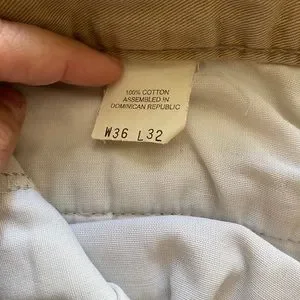 100% COTTON
ASSEMBLED IN
DOMINICAN REPUBLIC
W36 L32